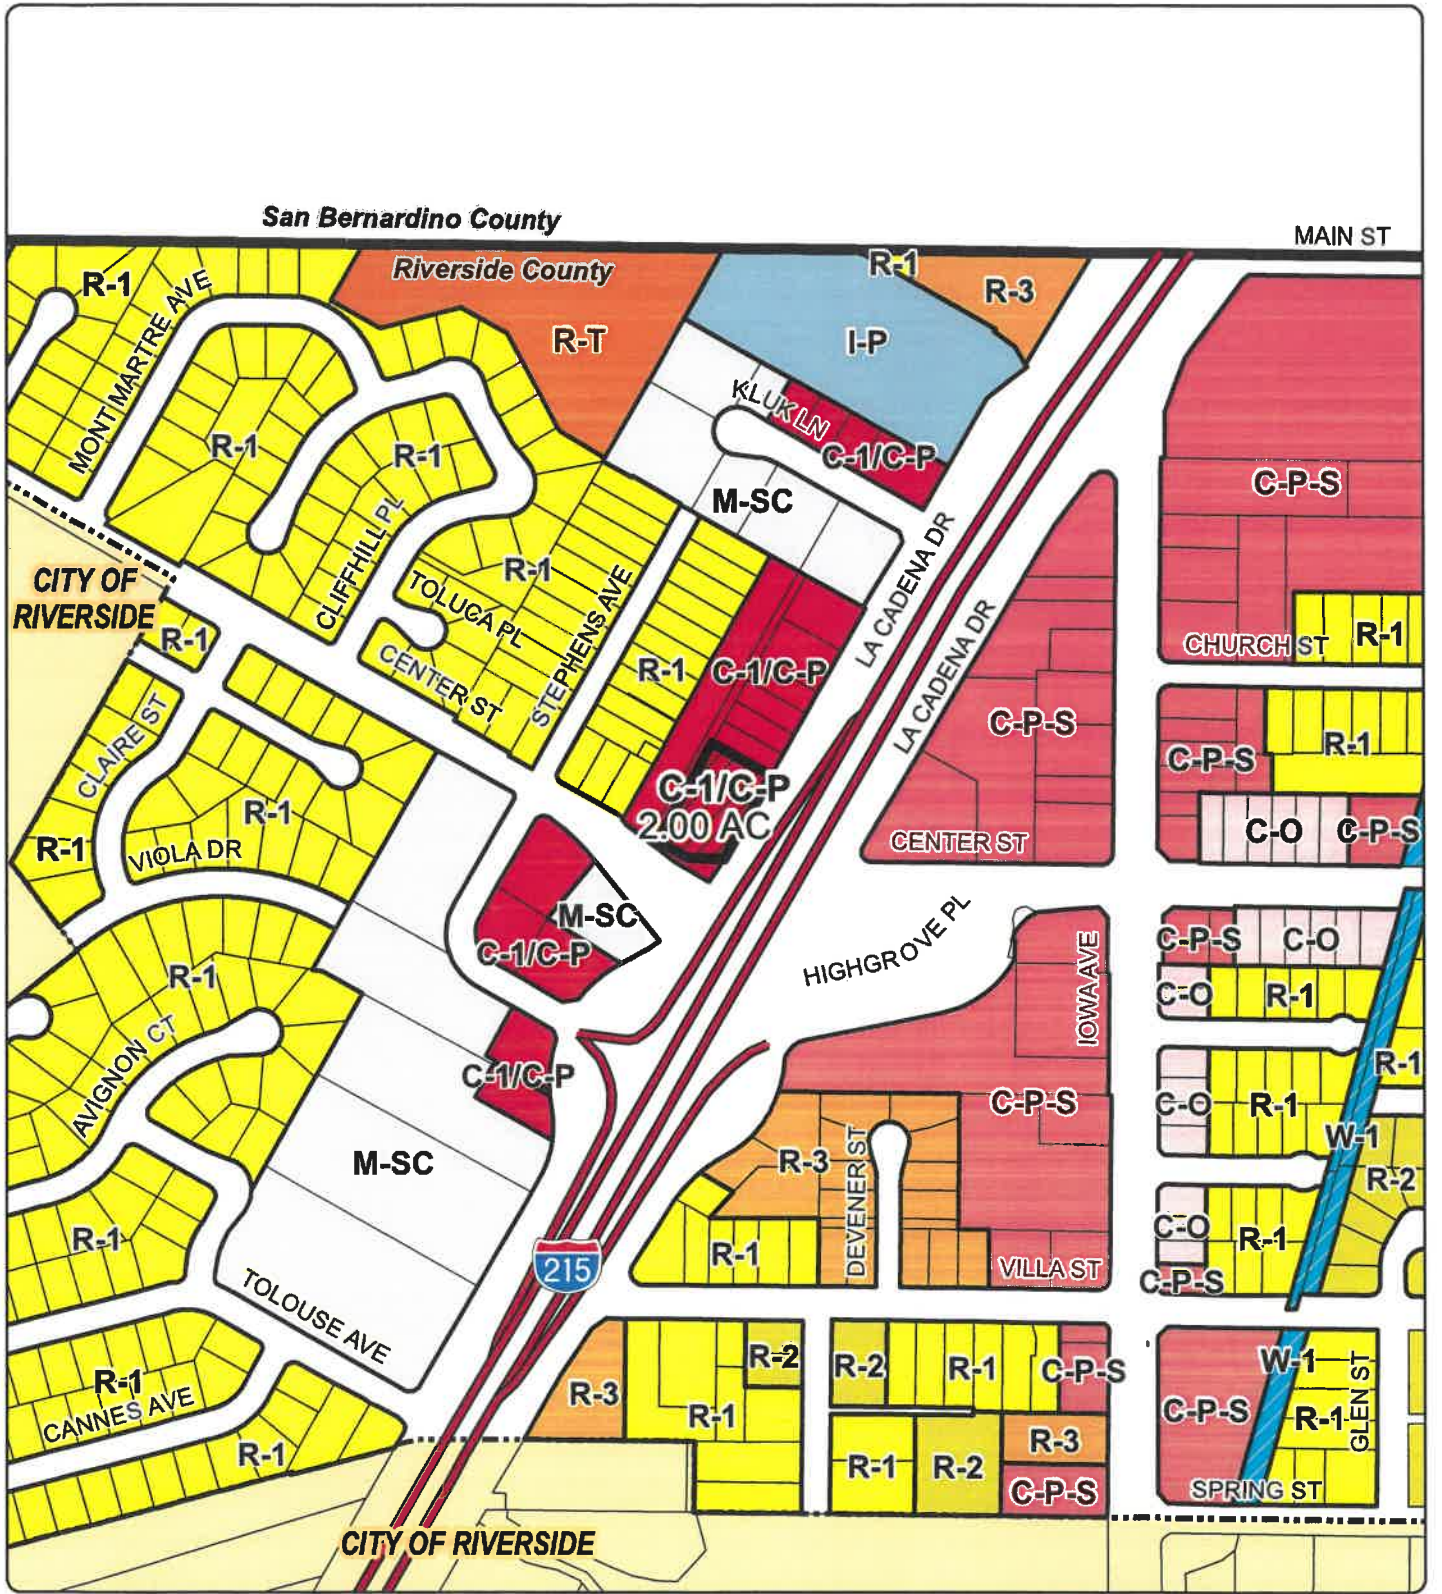 San Bernardino County
MAIN ST
Riverside County
R-1
R-1
R-3
MONT MARTRE AVE
R-T
I-P
KLUK LN
R-1
R-1
C-1/C-P
C-P-S
M-SC
CLIFFHILL PL
LA CADENA DR
CITY OF
RIVERSIDE
R-1
TOLUCA PL
STEPHENS AVE
LA CADENA DR
R-1
CHURCH ST
R-1
CENTER ST
R-1
C-1/C-P
CLAIRE ST
C-P-S
C-P-S
R-1
C-1/C-P
2.00 AC
R-1
R-1
VIOLA DR
CENTER ST
C-O
C-P-S
M-SC
C-1/C-P
HIGHGROVE PL
IOWA AVE
C-P-S
C-O
R-1
C-O
R-1
AVIGNON CT
C-1/C-P
R-1
C-P-S
C-O
R-1
W-1
M-SC
R-3
DEVENER ST
R-2
R-1
R-1
C-O
R-1
215
VILLA ST
C-P-S
TOLOUSE AVE
R-2
R-2
R-1
C-P-S
W-1
R-1
CANNES AVE
R-3
R-1
C-P-S
R-1
GLEN ST
R-1
R-1
R-2
R-3
C-P-S
SPRING ST
CITY OF RIVERSIDE